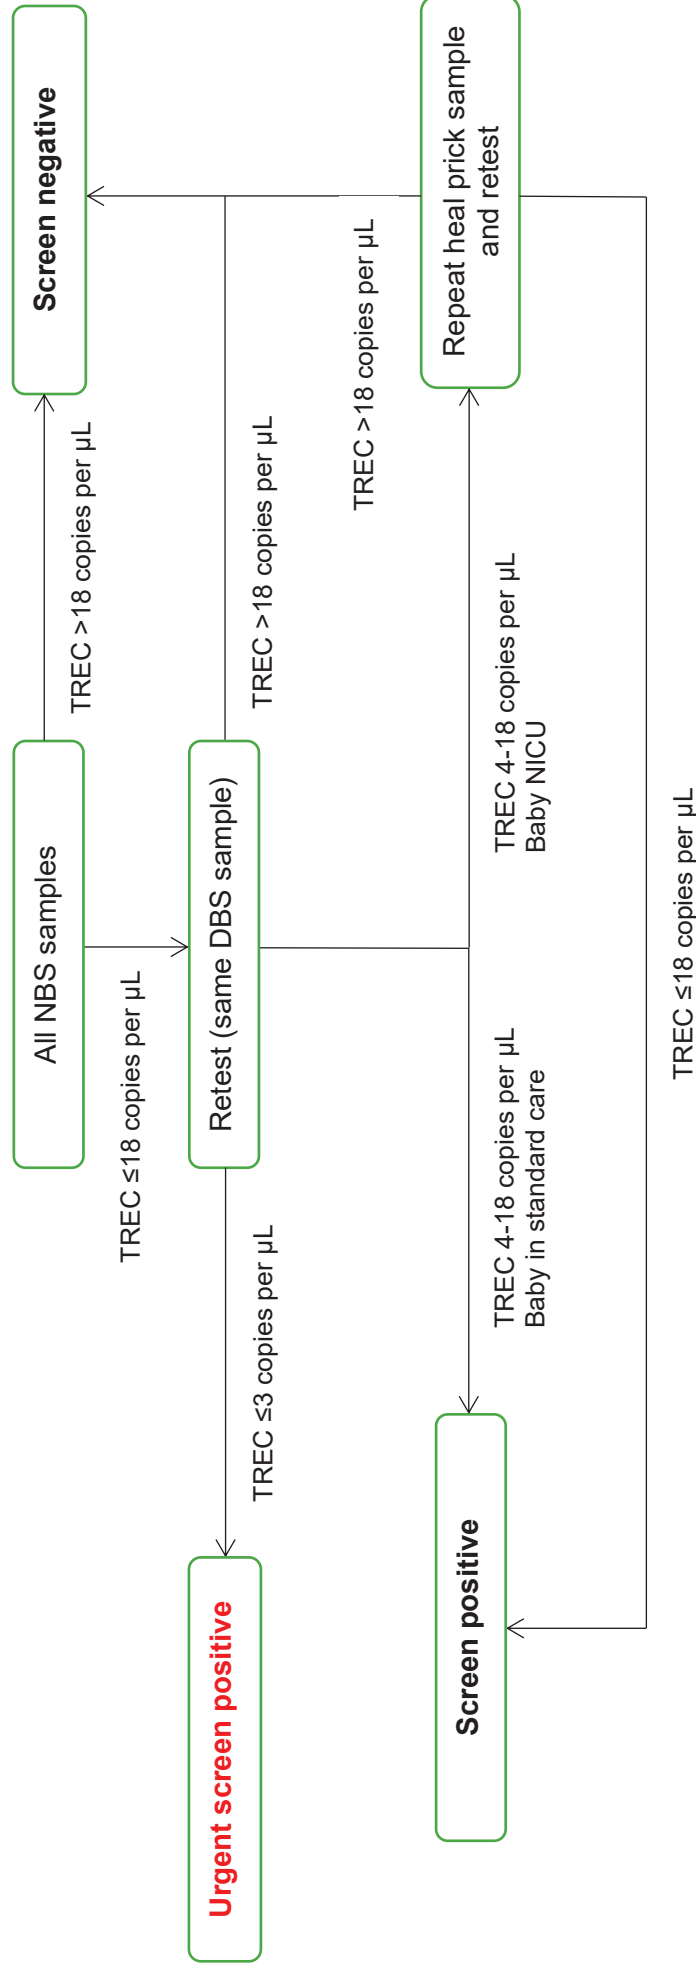 All NBS samples
TREC >18 copies per µL
Screen negative
TREC ≤18 copies per µL
Retest (same DBS sample)
TREC >18 copies per µL
TREC ≤3 copies per µL
Urgent screen positive
TREC >18 copies per µL
Repeat heal prick sample
and retest
TREC 4-18 copies per µL
Baby in standard care
TREC 4-18 copies per µL
Baby NICU
Screen positive
TREC ≤18 copies per µL